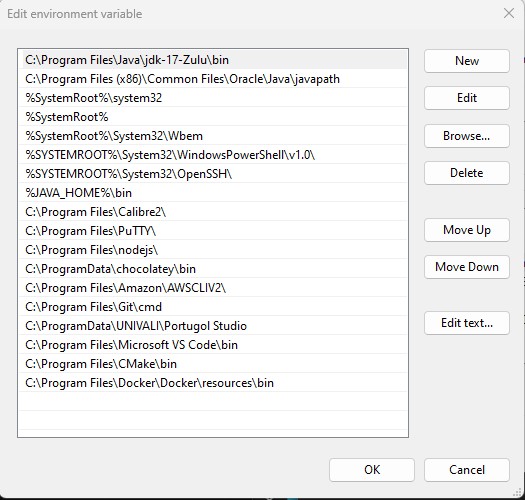 Edit environment variable
C:\Program Files\Java\jdk-17-Zulu\bin
C:\Program Files (x86)\Common Files\Oracle\Java\javapath
%SystemRoot%\system32
%SystemRoot%
%SystemRoot%\System32\Wbem
%SYSTEMROOT%\System32\WindowsPowerShell\v1.0\
%SYSTEMROOT%\System32\OpenSSH\
%JAVA_HOME%\bin
C:\Program Files\Calibre2\
C:\Program Files\PuTTY\
C:\Program Files\nodejs\
C:\ProgramData\chocolatey\bin
C:\Program Files\Amazon\AWSCLIV2\
C:\Program Files\Git\cmd
C:\ProgramData\UNIVALI\Portugol Studio
C:\Program Files\Microsoft VS Code\bin
C:\Program Files\CMake\bin
C:\Program Files\Docker\Docker\resources\bin
New
Edit
Browse...
Delete
Move Up
Move Down
Edit text...
OK
Cancel